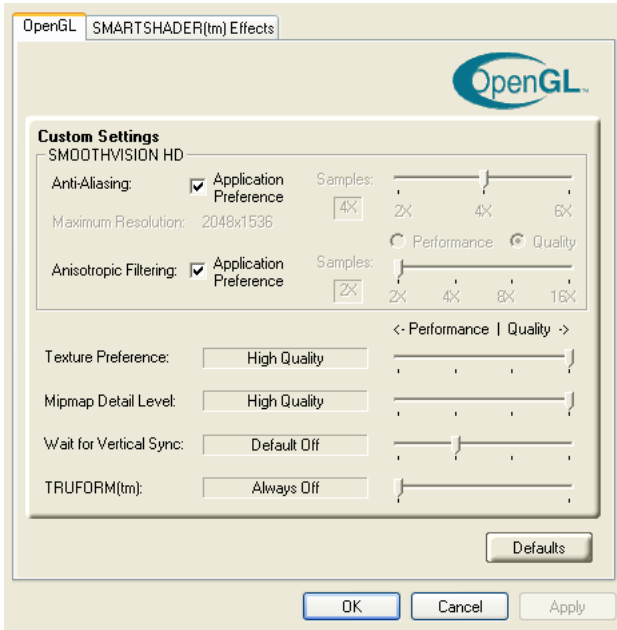 OpenGL SMARTSHADER(tm) Effects
OpenGL™
Custom Settings
SMOOTHVISION HD
Anti-Aliasing: Application Preference Samples: 4X 2X 4X 6X
Maximum Resolution: 2048x1536
Performance Quality
Anisotropic Filtering: Application Preference Samples: 2X 2X 4X 8X 16X
<- Performance | Quality ->
Texture Preference: High Quality
Mipmap Detail Level: High Quality
Wait for Vertical Sync: Default Off
TRUFORM(tm): Always Off
Defaults
OK Cancel Apply